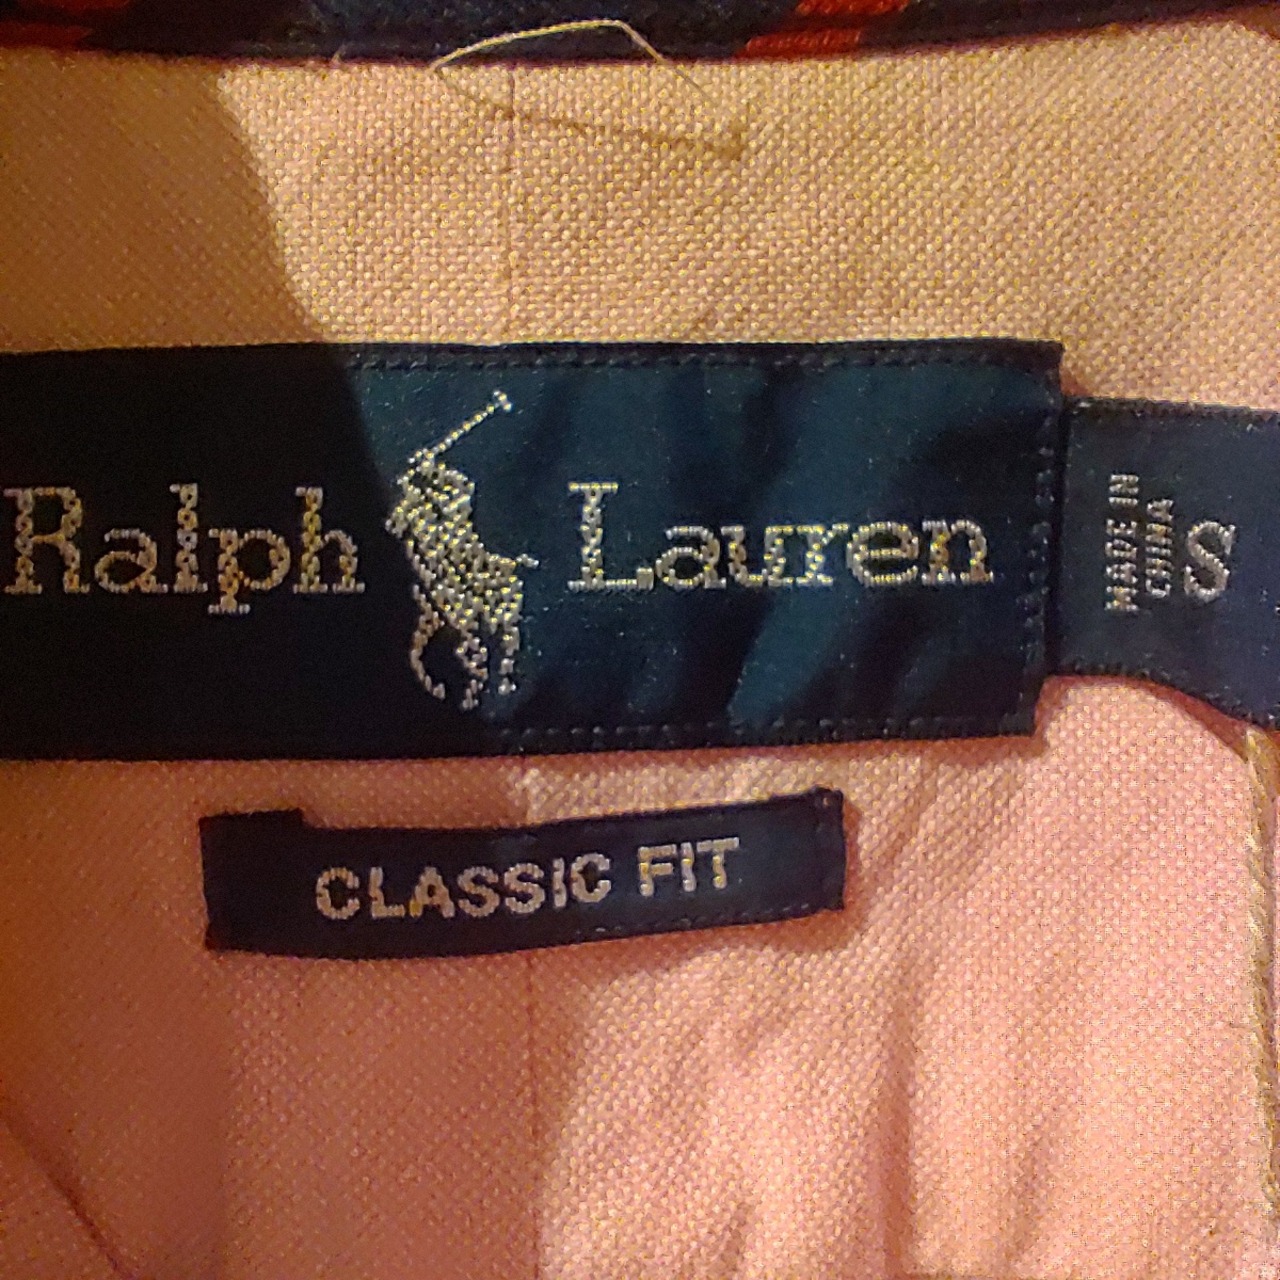 Ralph Lauren
MADE IN
CHINA
S
CLASSIC FIT